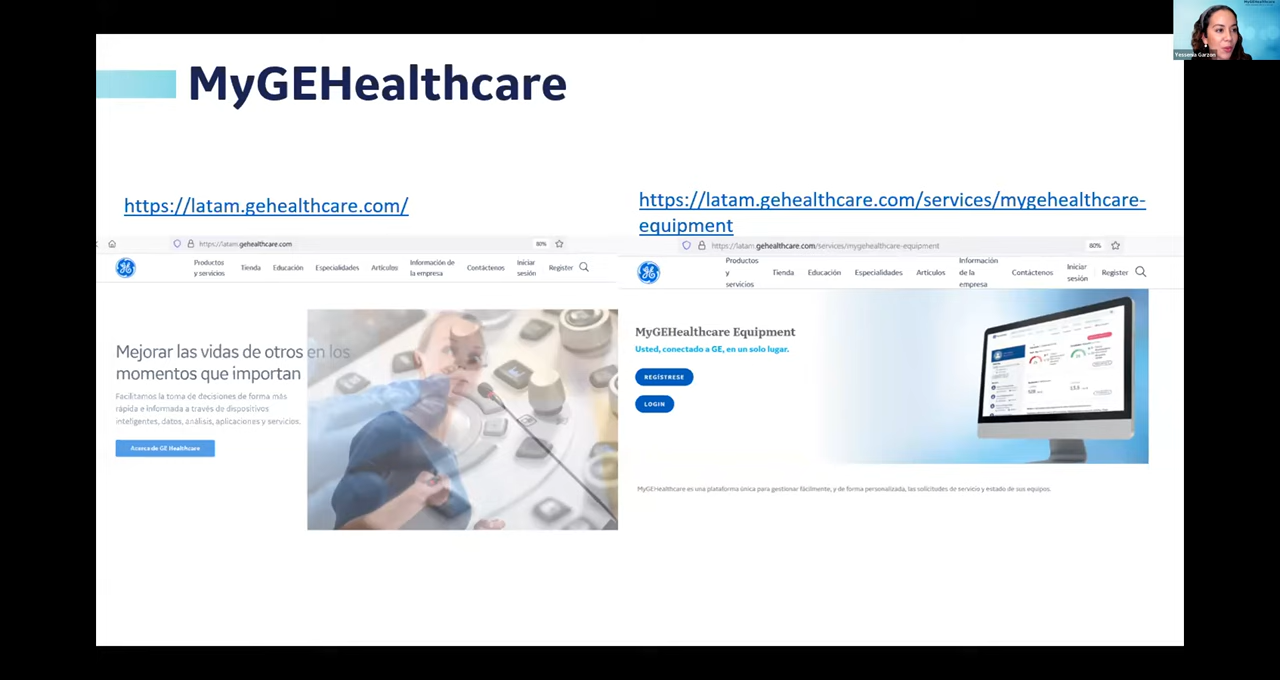 MyGEHealthcare
Yessenia Garzon
MyGEHealthcare
https://latam.gehealthcare.com/
https://latam.gehealthcare.com
80%
Productos
y servicios
Tienda
Educación
Especialidades
Artículos
Información de
la empresa
Contáctenos
Iniciar
sesión
Register
Mejorar las vidas de otros en los
momentos que importan
Facilitamos la toma de decisiones de forma más
rápida e informada a través de dispositivos
inteligentes, datos, análisis, aplicaciones y servicios.
Acerca de GE Healthcare
https://latam.gehealthcare.com/services/mygehealthcare-
equipment
https://latam.gehealthcare.com/services/mygehealthcare-equipment
80%
Productos
y
servicios
Tienda
Educación
Especialidades
Artículos
Información
de la
empresa
Contáctenos
Iniciar
sesión
Register
MyGEHealthcare Equipment
Usted, conectado a GE, en un solo lugar.
REGÍSTRESE
LOGIN
MyGEHealthcare es una plataforma única para gestionar fácilmente, y de forma personalizada, las solicitudes de servicio y estado de sus equipos.